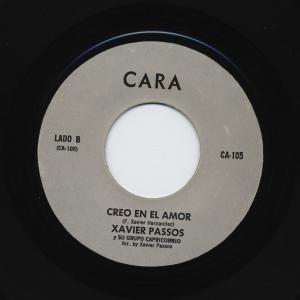 CARA
LADO B
(CA-105)
CA-105
CREO EN EL AMOR
(F. Xavier Hernandez)
XAVIER PASSOS
y SU GRUPO CAPRICORNIO
Arr. by Xavier Passos